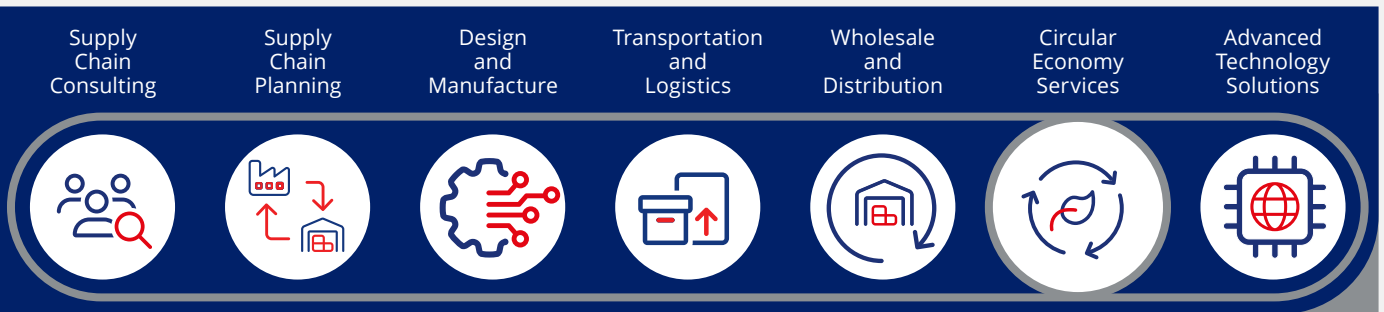 Supply
Chain
Consulting
Supply
Chain
Planning
Design
and
Manufacture
Transportation
and
Logistics
Wholesale
and
Distribution
Circular
Economy
Services
Advanced
Technology
Solutions